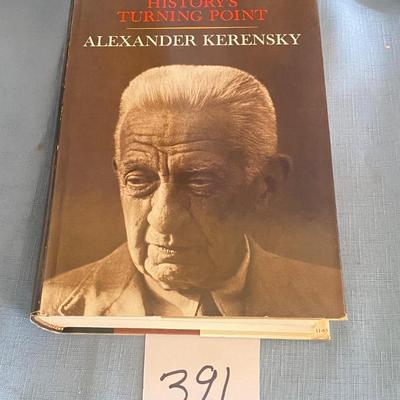 HISTORY'S
TURNING POINT
ALEXANDER KERENSKY
391